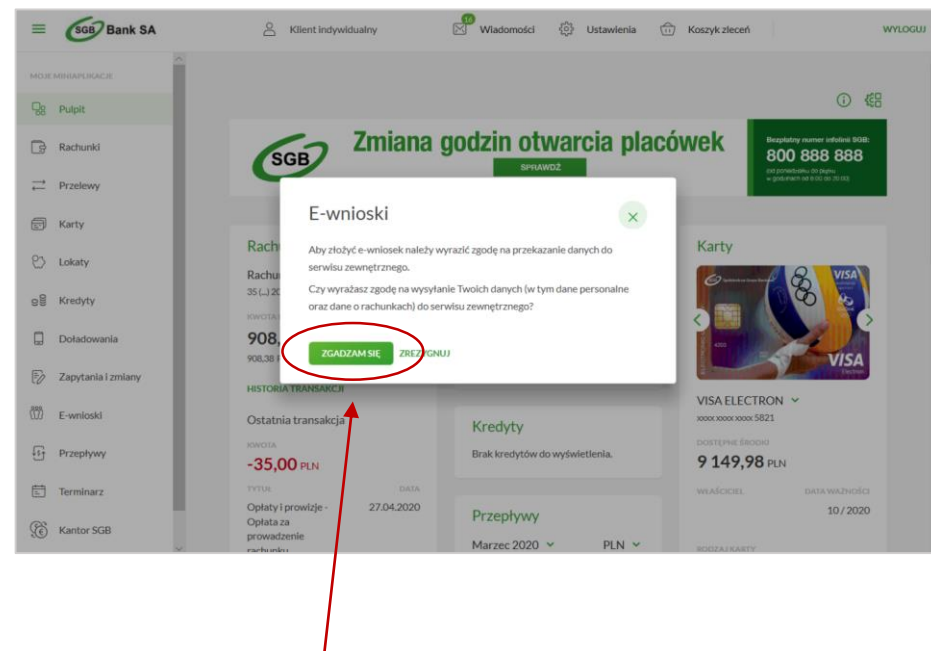 SGB Bank SA
Klient indywidualny
16
Wiadomości
Ustawienia
Koszyk zleceń
WYLOGUJ
MOJE MINIAPLIKACJE
Pulpit
Rachunki
Przelewy
Karty
Lokaty
Kredyty
Doładowania
Zapytania i zmiany
E-wnioski
Przepływy
Terminarz
Kantor SGB
SGB
Zmiana godzin otwarcia placówek
SPRAWDŹ
Bezpłatny numer infolinii SGB:
800 888 888
E-wnioski
Aby złożyć e-wniosek należy wyrazić zgodę na przekazanie danych do
serwisu zewnętrznego.
Czy wyrażasz zgodę na wysyłanie Twoich danych (w tym dane personalne
oraz dane o rachunkach) do serwisu zewnętrznego?
ZGADZAM SIĘ
ZREZYGNUJ
Rach
Rachu
35 (...) 20
KWOTA
908,
908,38
HISTORIA TRANSAKCJI
Ostatnia transakcja
KWOTA
-35,00 PLN
TYTUŁ
DATA
Opłaty i prowizje -
27.04.2020
Opłata za
prowadzenie
rachunku
Kredyty
Brak kredytów do wyświetlenia.
Przepływy
Marzec 2020
PLN
Karty
VISA
VISA
Electron
VISA ELECTRON
xxxx xxxx xxxx 5821
DOSTĘPNE ŚRODKI
9 149,98 PLN
WŁAŚCICIEL
DATA WAŻNOŚCI
10 / 2020
RODZAJ KARTY